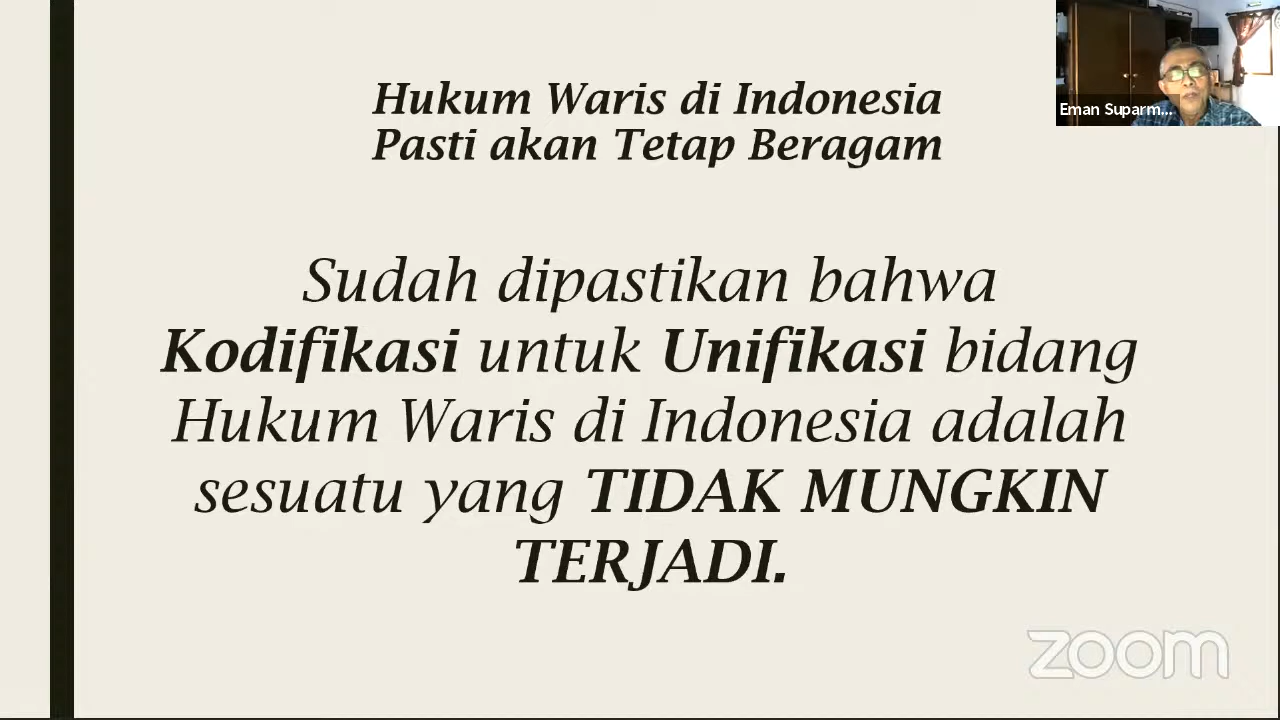 Hukum Waris di Indonesia
Pasti akan Tetap Beragam
Eman Suparm...
Sudah dipastikan bahwa
Kodifikasi untuk Unifikasi bidang
Hukum Waris di Indonesia adalah
sesuatu yang TIDAK MUNGKIN
TERJADI.
zoom